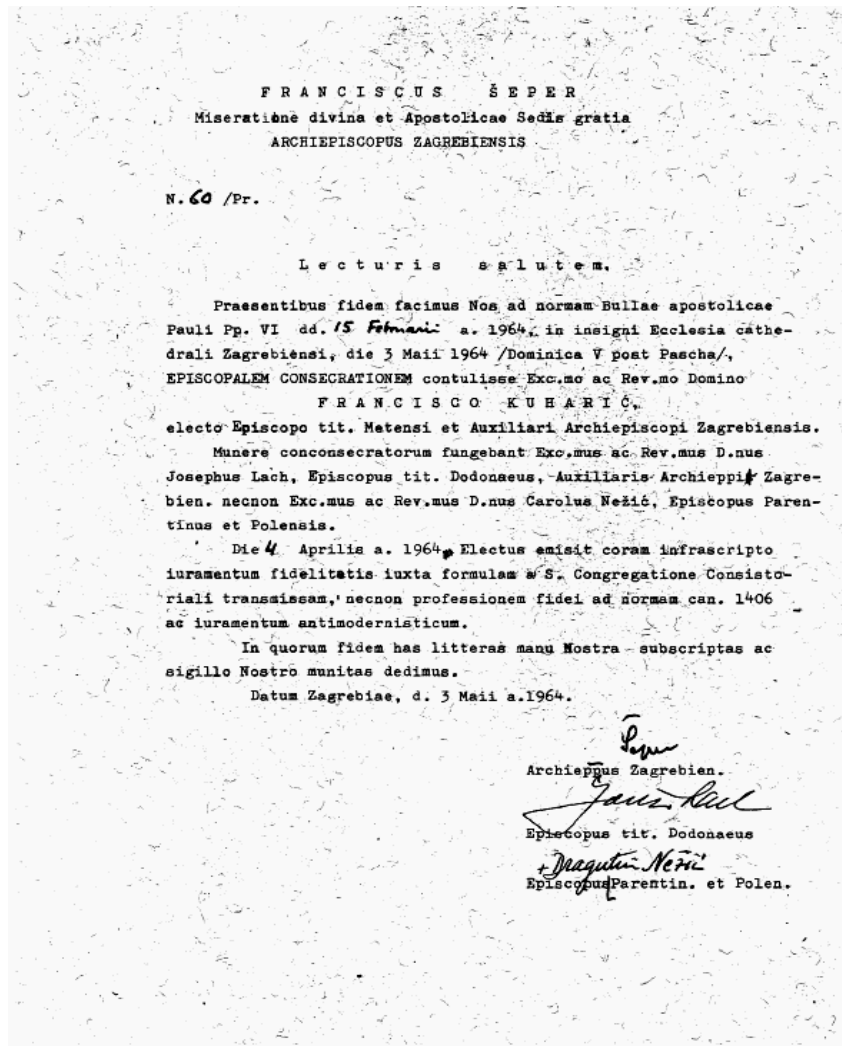 FRANCISCUS ŠEPER
Miseratione divina et Apostolicae Sedis gratia
ARCHIEPISCOPUS ZAGREBIENSIS
N. 60 /Pr.
Lecturis salutem.
Praesentibus fidem facimus Nos ad normam Bullae apostolicae
Pauli Pp. VI dd. 15 Februarii a. 1964, in insigni Ecclesia cathe-
drali Zagrebiensi, die 3 Maii 1964 /Dominica V post Pascha/,
EPISCOPALEM CONSECRATIONEM contulisse Exc.mo ac Rev.mo Domino
FRANCISCO KUHARIĆ,
electo Episcopo tit. Metensi et Auxiliari Archiepiscopi Zagrebiensis.
Munere conconsecratorum fungebant Exc.mus ac Rev.mus D.nus
Josephus Lach, Episcopus tit. Dodonaeus, Auxiliaris Archieppi Zagre-
bien. necnon Exc.mus ac Rev.mus D.nus Carolus Nežić, Episcopus Paren-
tinus et Polensis.
Die 4 Aprilis a. 1964, Electus emisit coram infrascripto
iuramentum fidelitatis iuxta formulam a S. Congregatione Consisto-
riali transmissam, necnon professionem fidei ad normam can. 1406
ac iuramentum antimodernisticum.
In quorum fidem has litteras manu Nostra subscriptas ac
sigillo Nostro munitas dedimus.
Datum Zagrebiae, d. 3 Maii a.1964.
Šeper
Archieppus Zagrebien.
Lach
Episcopus tit. Dodonaeus
+ Dragutin Nežić
Episcopus Parentin. et Polen.